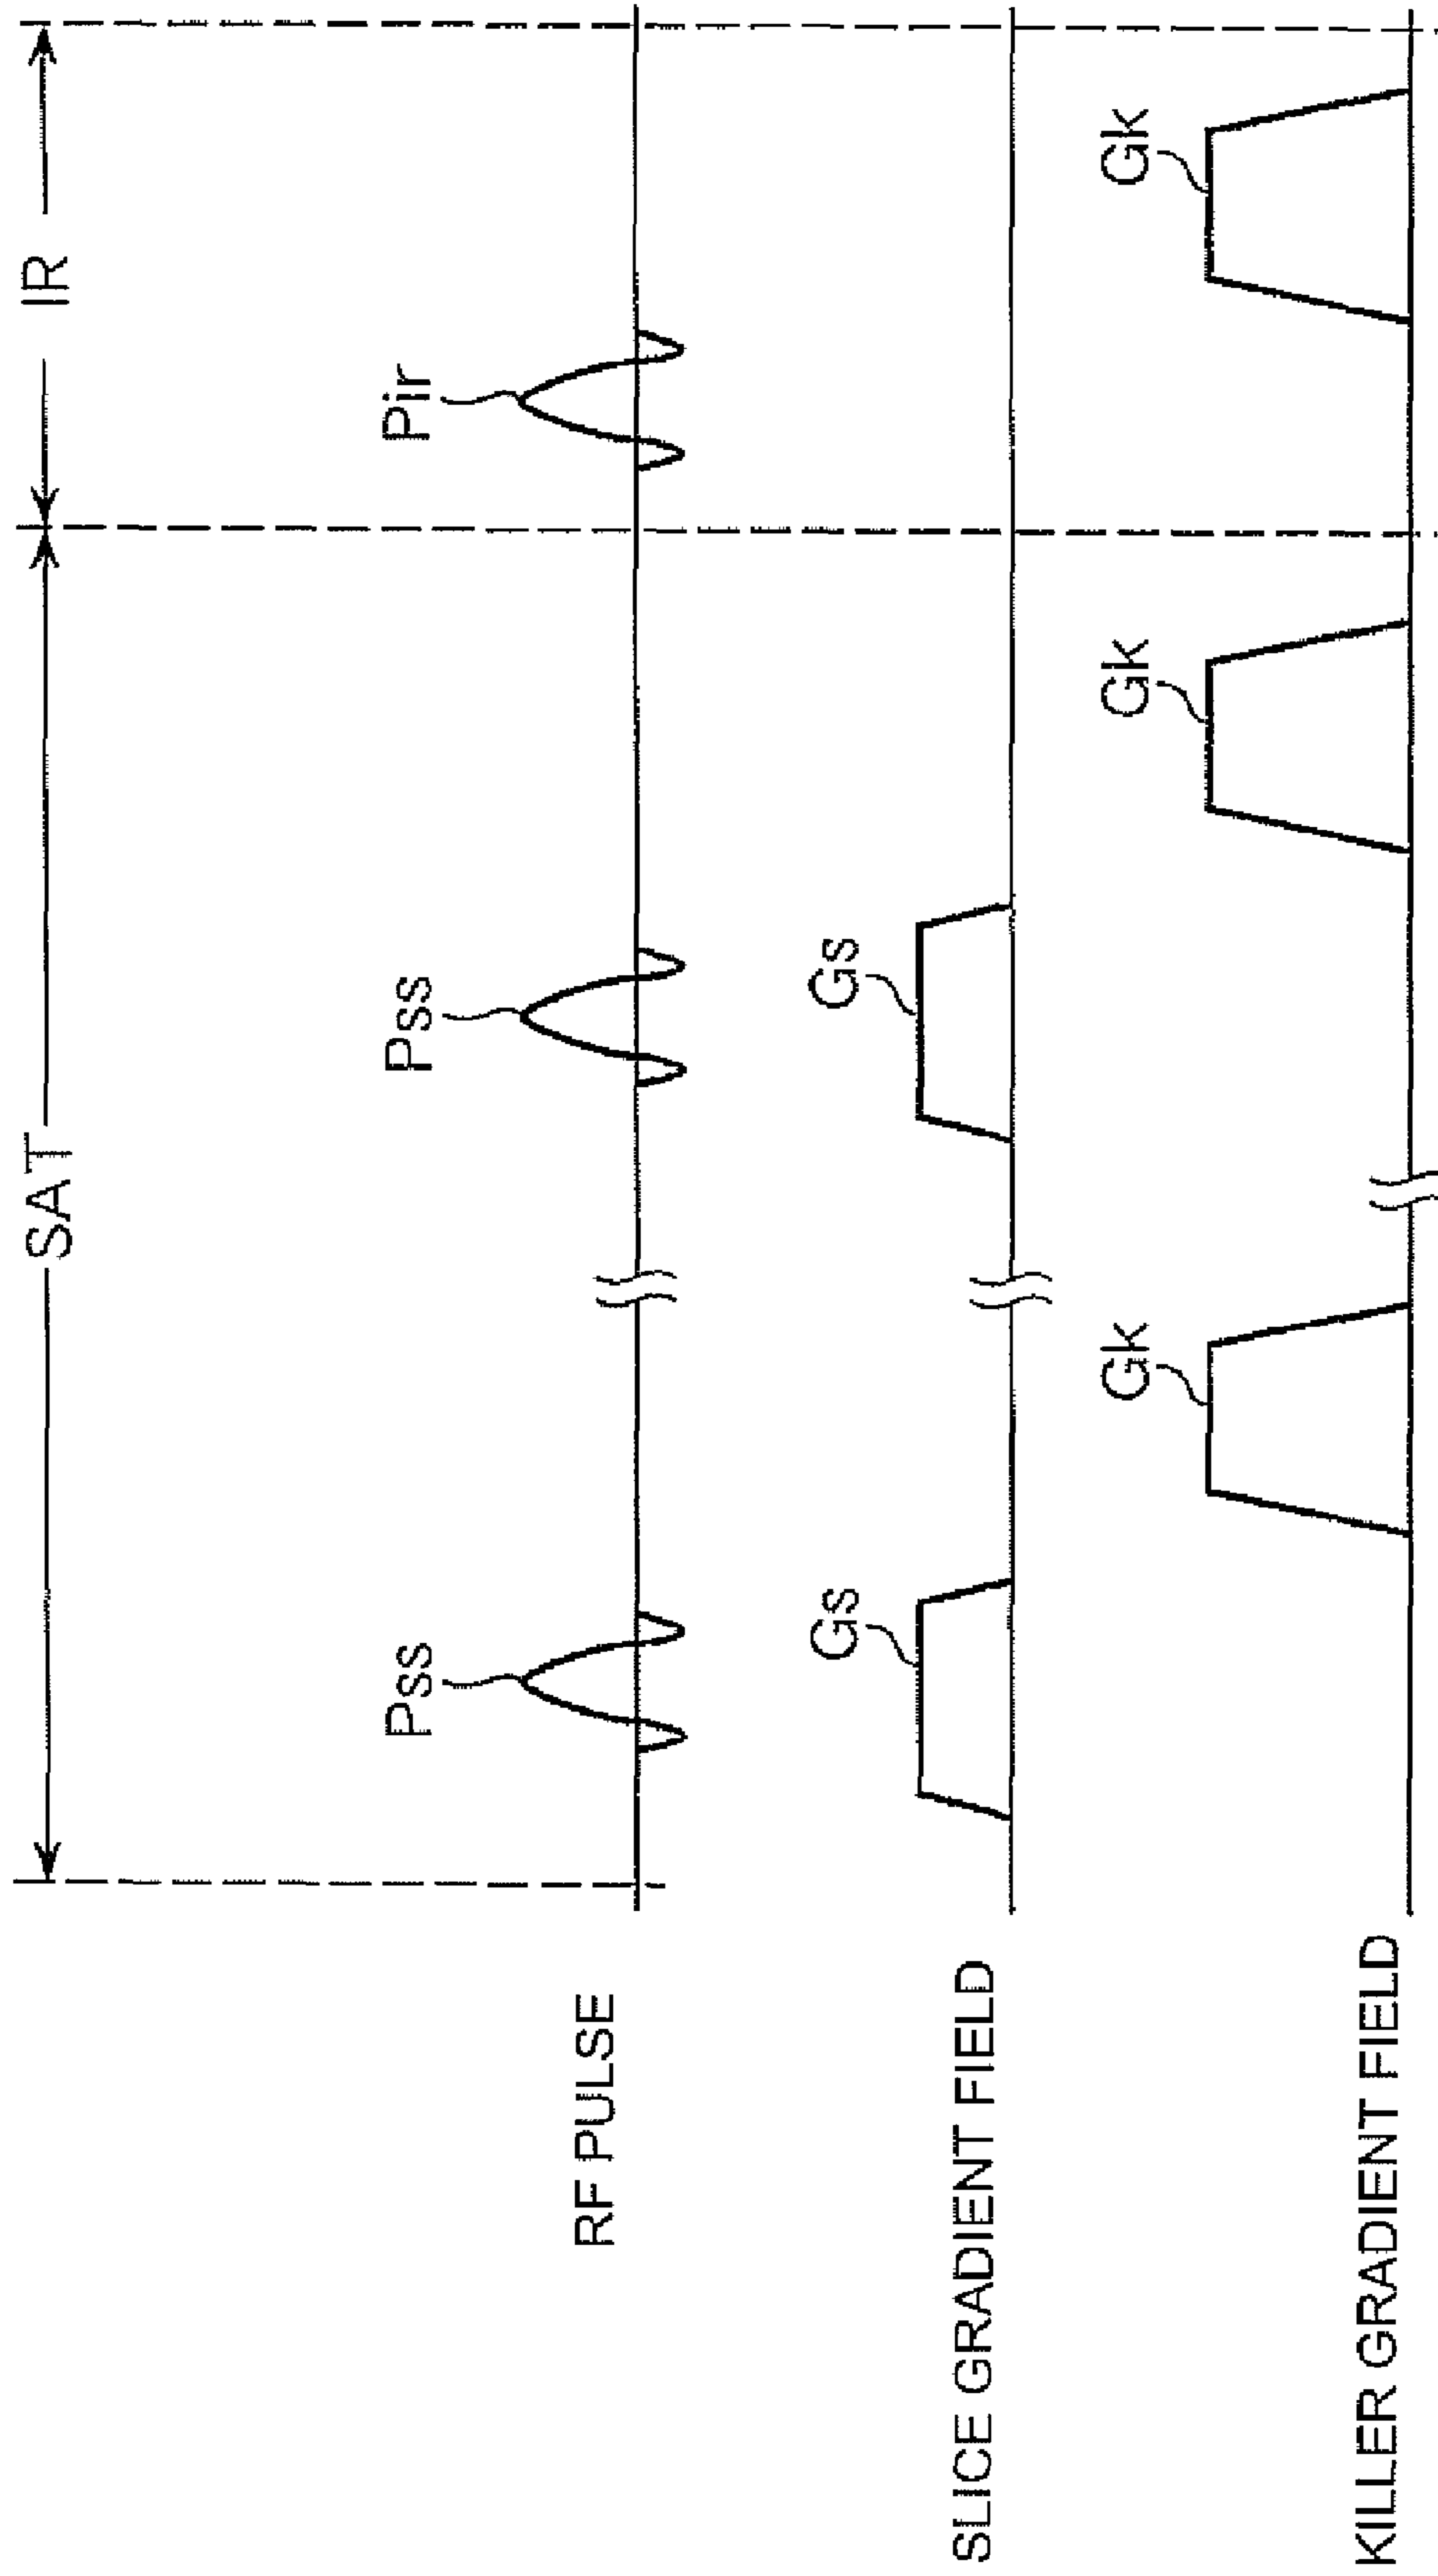 SAT
IR
RF PULSE
Pss
Pss
Pir
SLICE GRADIENT FIELD
Gs
Gs
KILLER GRADIENT FIELD
Gk
Gk
Gk